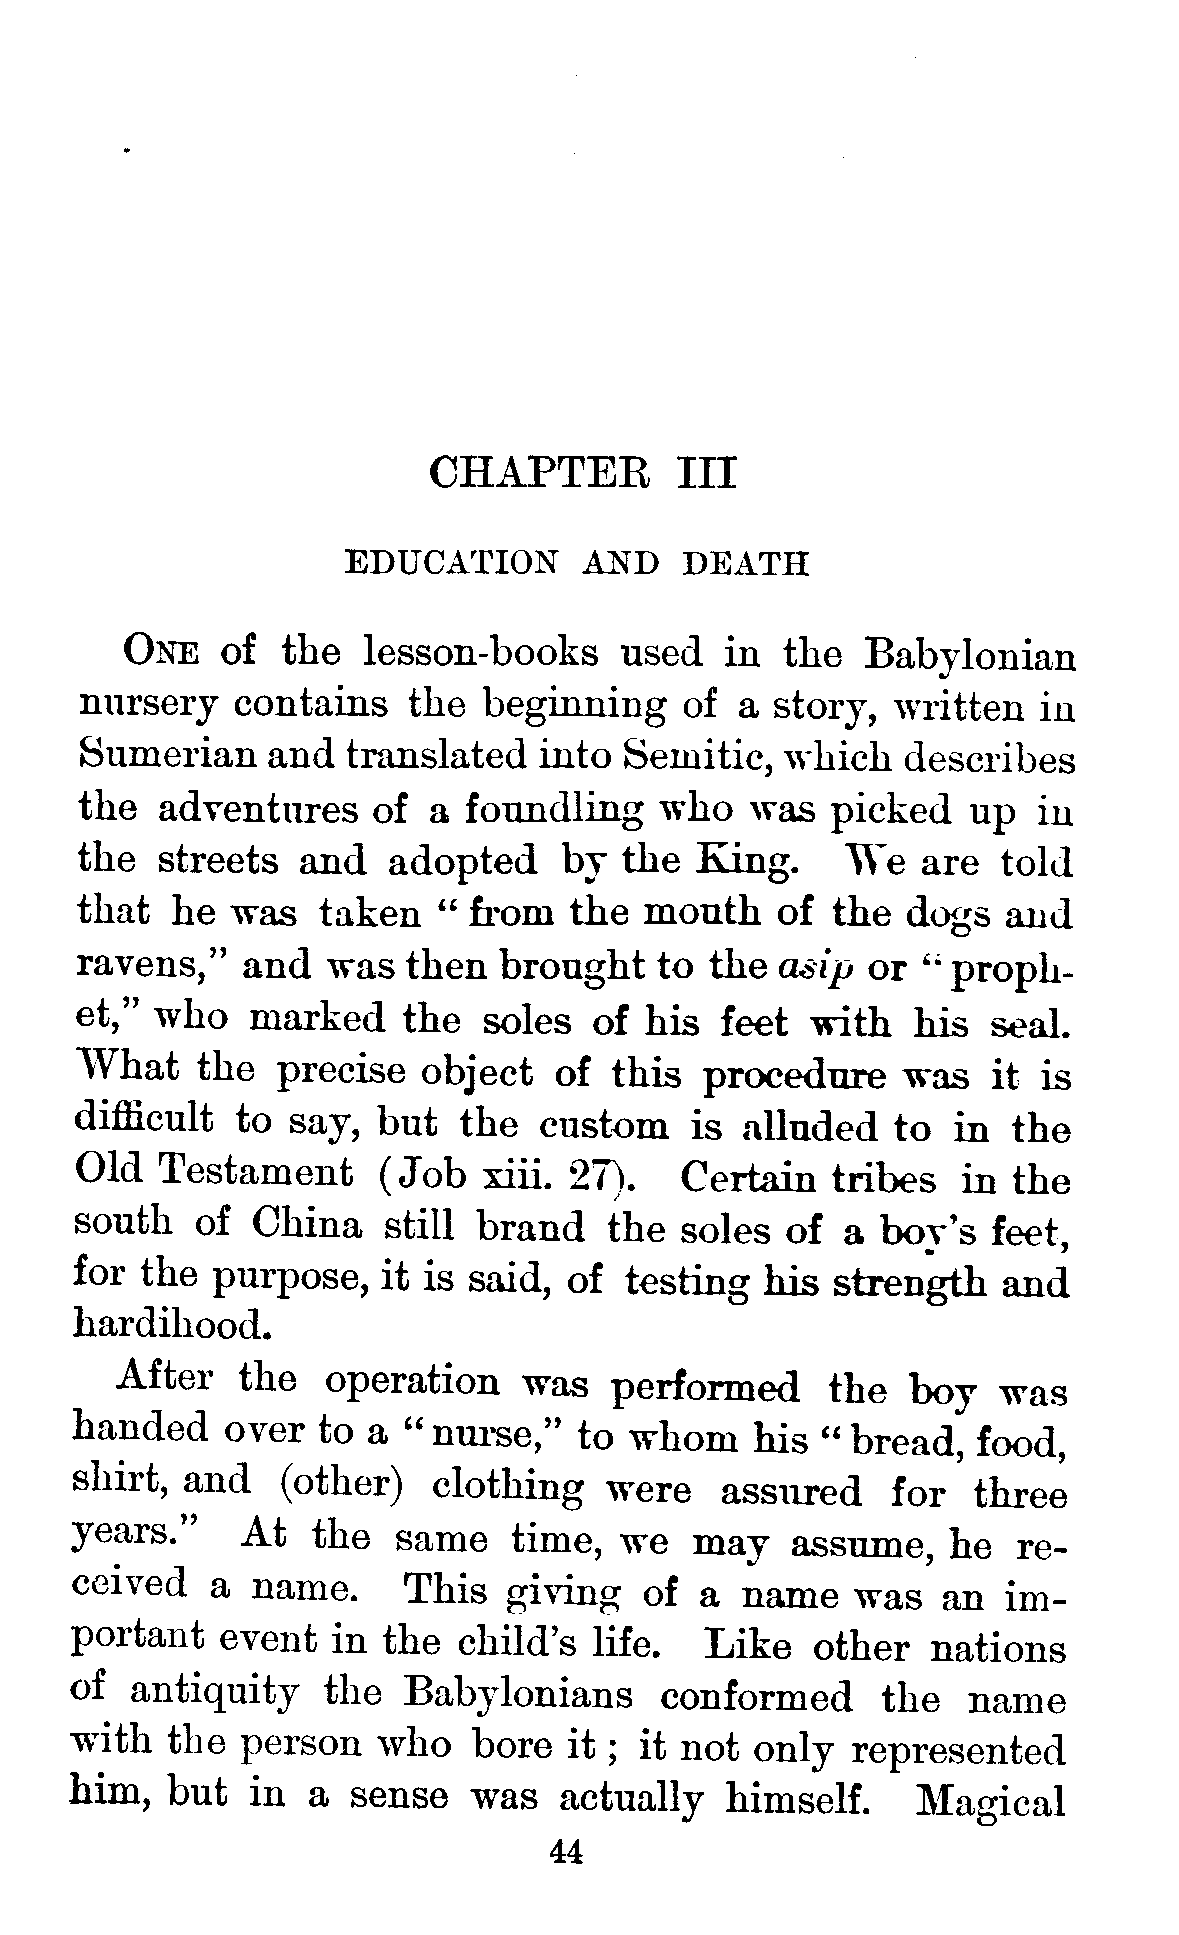 CHAPTER III
EDUCATION AND DEATH
ONE of the lesson-books used in the Babylonian
nursery contains the beginning of a story, written in
Sumerian and translated into Semitic, which describes
the adventures of a foundling who was picked up in
the streets and adopted by the King. We are told
that he was taken “ from the mouth of the dogs and
ravens,” and was then brought to the asip or “ proph-
et,” who marked the soles of his feet with his seal.
What the precise object of this procedure was it is
difficult to say, but the custom is alluded to in the
Old Testament (Job xiii. 27). Certain tribes in the
south of China still brand the soles of a boy’s feet,
for the purpose, it is said, of testing his strength and
hardihood.
After the operation was performed the boy was
handed over to a “ nurse,” to whom his “ bread, food,
shirt, and (other) clothing were assured for three
years.” At the same time, we may assume, he re-
ceived a name. This giving of a name was an im-
portant event in the child’s life. Like other nations
of antiquity the Babylonians conformed the name
with the person who bore it ; it not only represented
him, but in a sense was actually himself. Magical
44